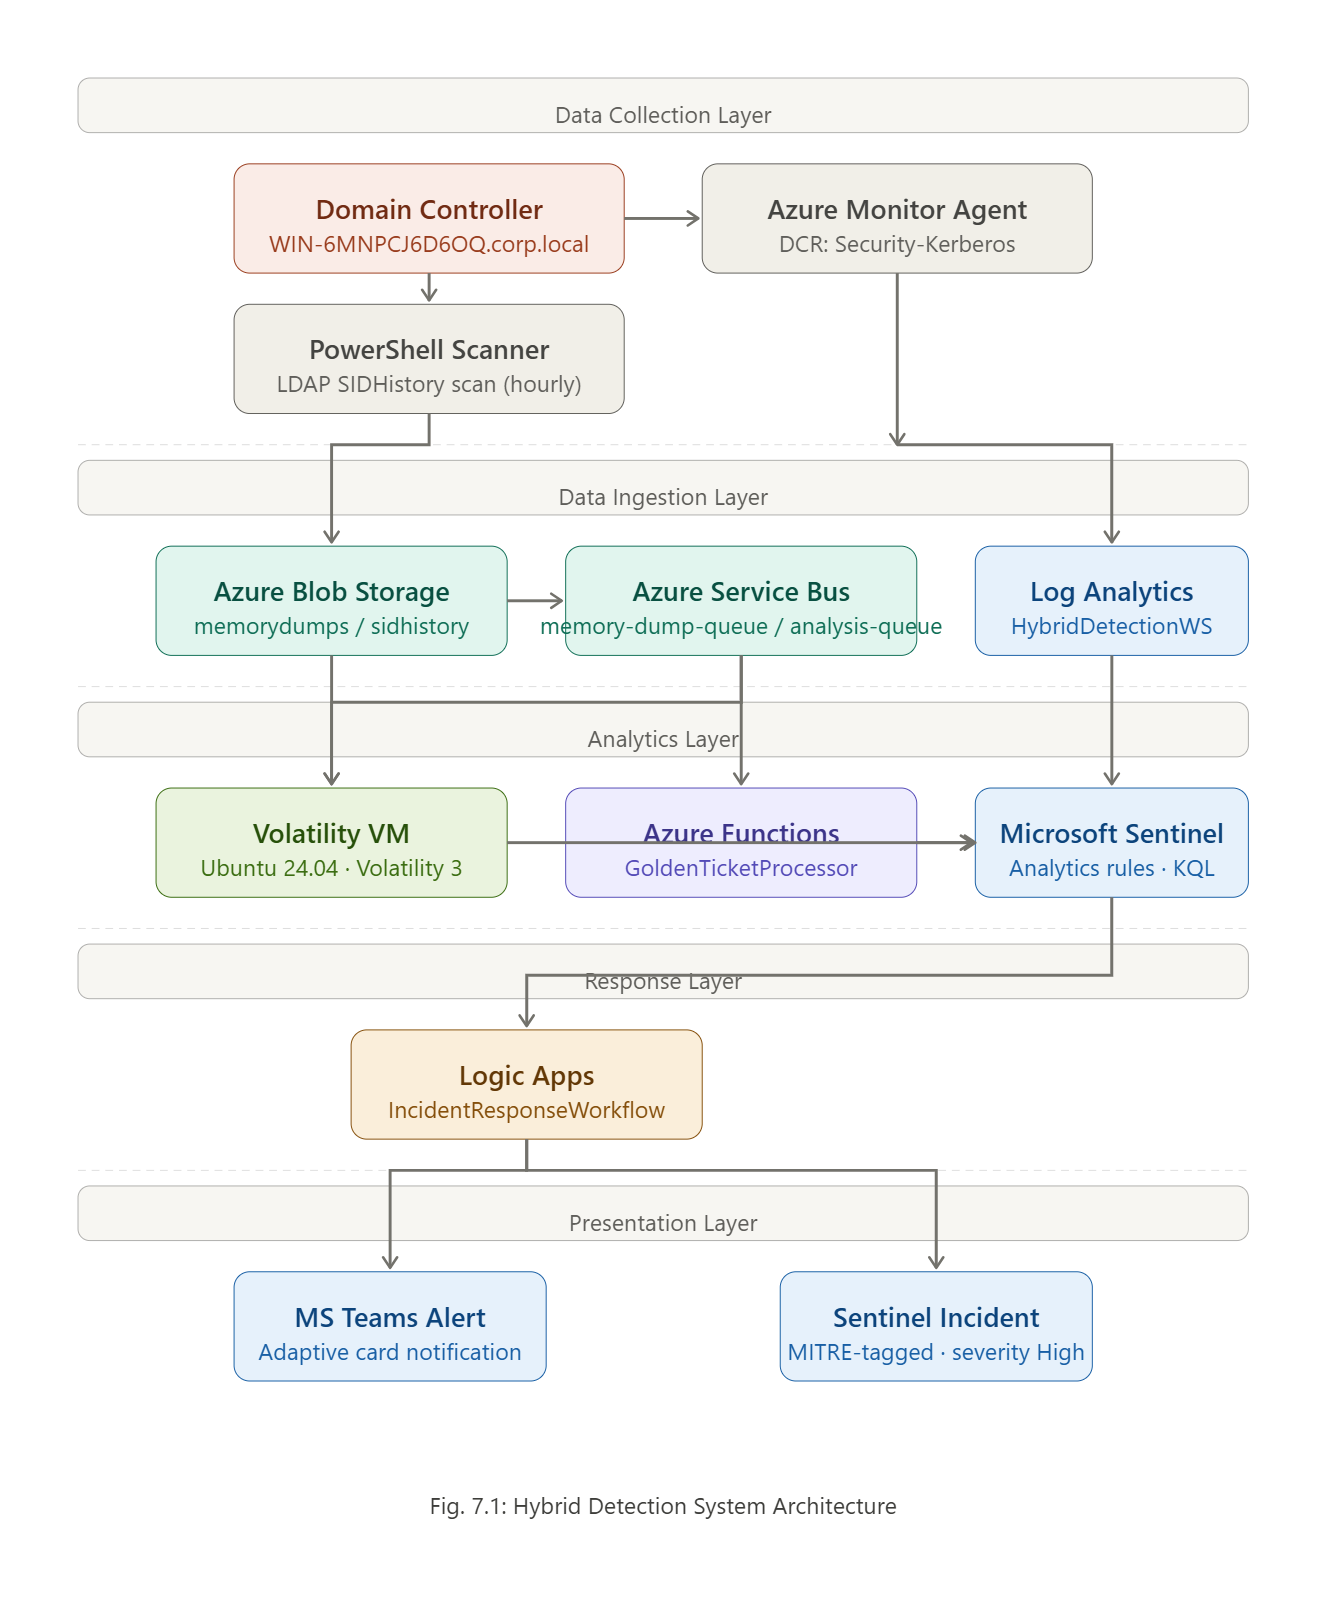 Data Collection Layer
Domain Controller
WIN-6MNPCJ6D6OQ.corp.local
Azure Monitor Agent
DCR: Security-Kerberos
PowerShell Scanner
LDAP SIDHistory scan (hourly)
Data Ingestion Layer
Azure Blob Storage
memorydumps / sidhistory
Azure Service Bus
memory-dump-queue / analysis-queue
Log Analytics
HybridDetectionWS
Analytics Layer
Volatility VM
Ubuntu 24.04 · Volatility 3
Azure Functions
GoldenTicketProcessor
Microsoft Sentinel
Analytics rules · KQL
Response Layer
Logic Apps
IncidentResponseWorkflow
Presentation Layer
MS Teams Alert
Adaptive card notification
Sentinel Incident
MITRE-tagged · severity High
Fig. 7.1: Hybrid Detection System Architecture